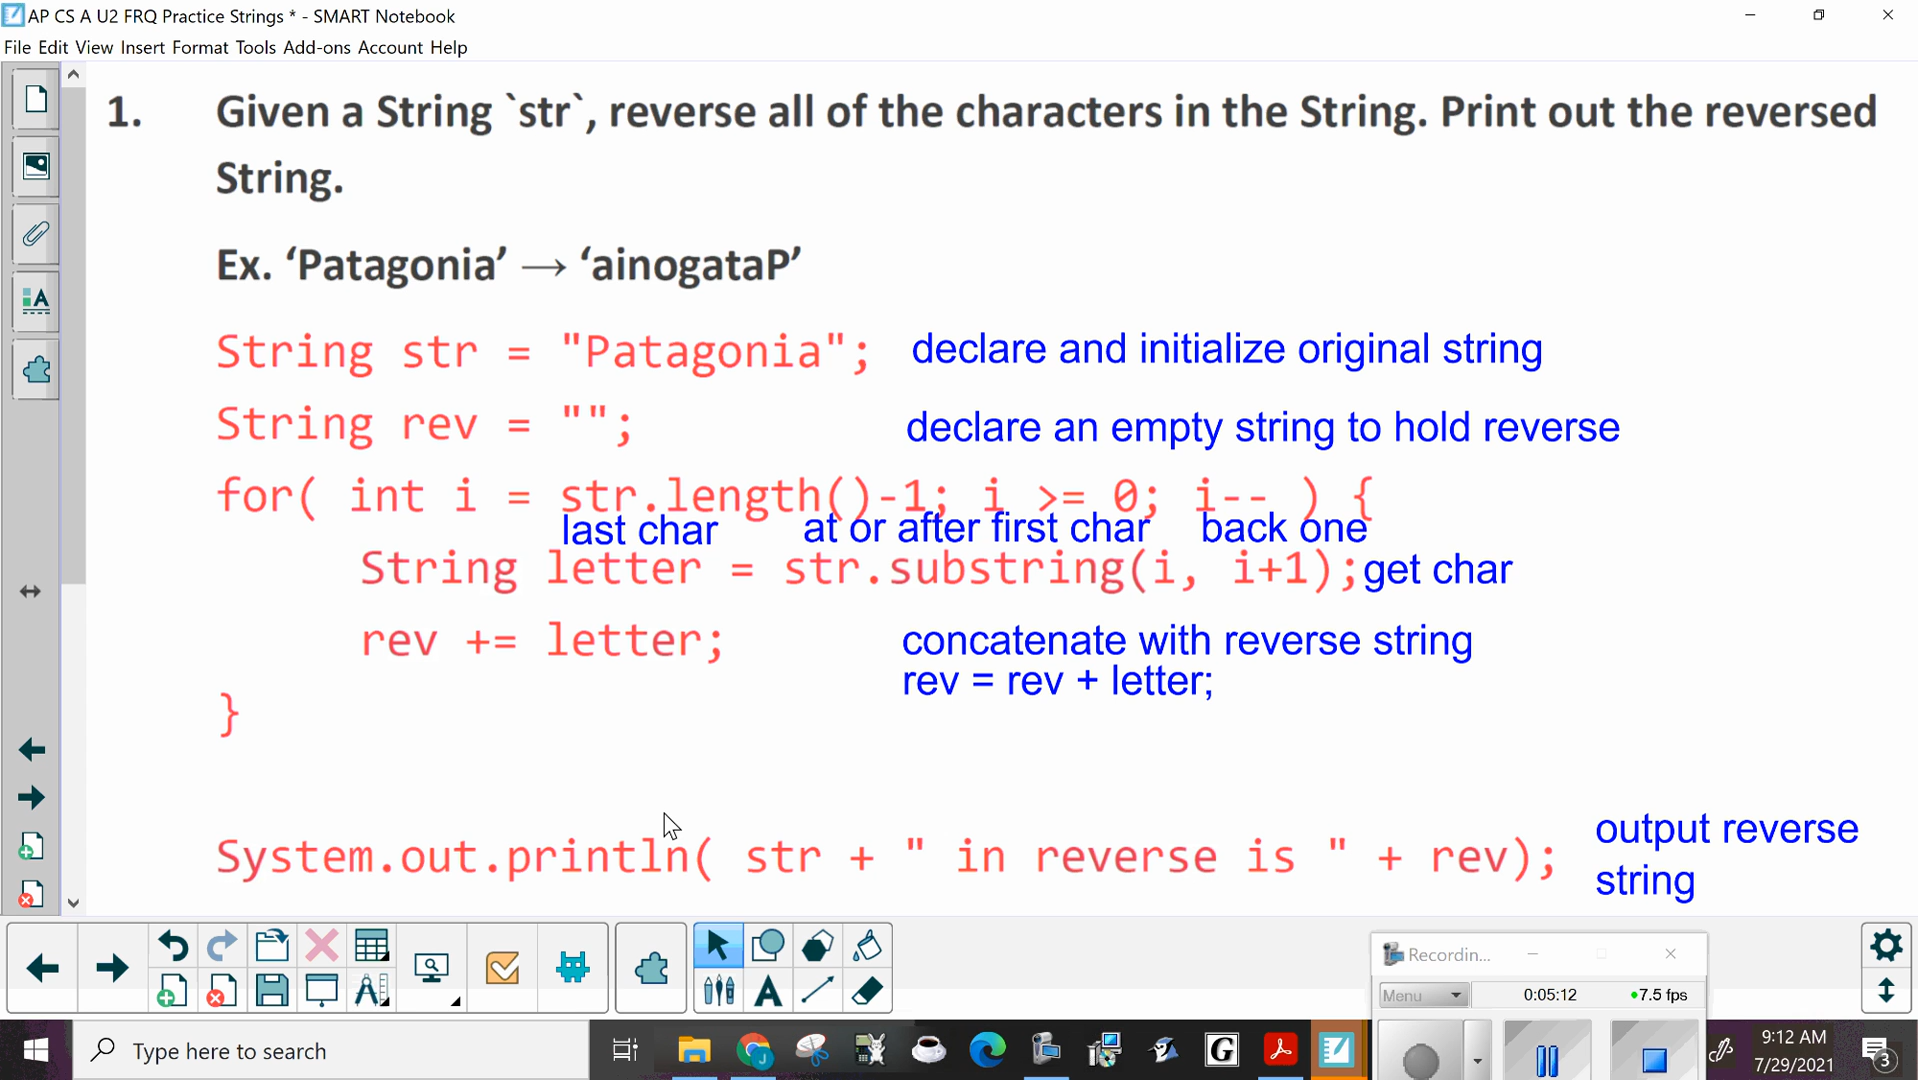 AP CS A U2 FRQ Practice Strings * - SMART Notebook
File Edit View Insert Format Tools Add-ons Account Help
1. Given a String `str`, reverse all of the characters in the String. Print out the reversed
String.
Ex. ‘Patagonia’ → ‘ainogataP’
String str = "Patagonia"; declare and initialize original string
String rev = ""; declare an empty string to hold reverse
for( int i = str.length()-1; i >= 0; i-- ) {
last char at or after first char back one
String letter = str.substring(i, i+1); get char
rev += letter; concatenate with reverse string
rev = rev + letter;
}
System.out.println( str + " in reverse is " + rev);
output reverse
string
Recordin...
Menu 0:05:12 7.5 fps
Type here to search
G
9:12 AM
7/29/2021
3